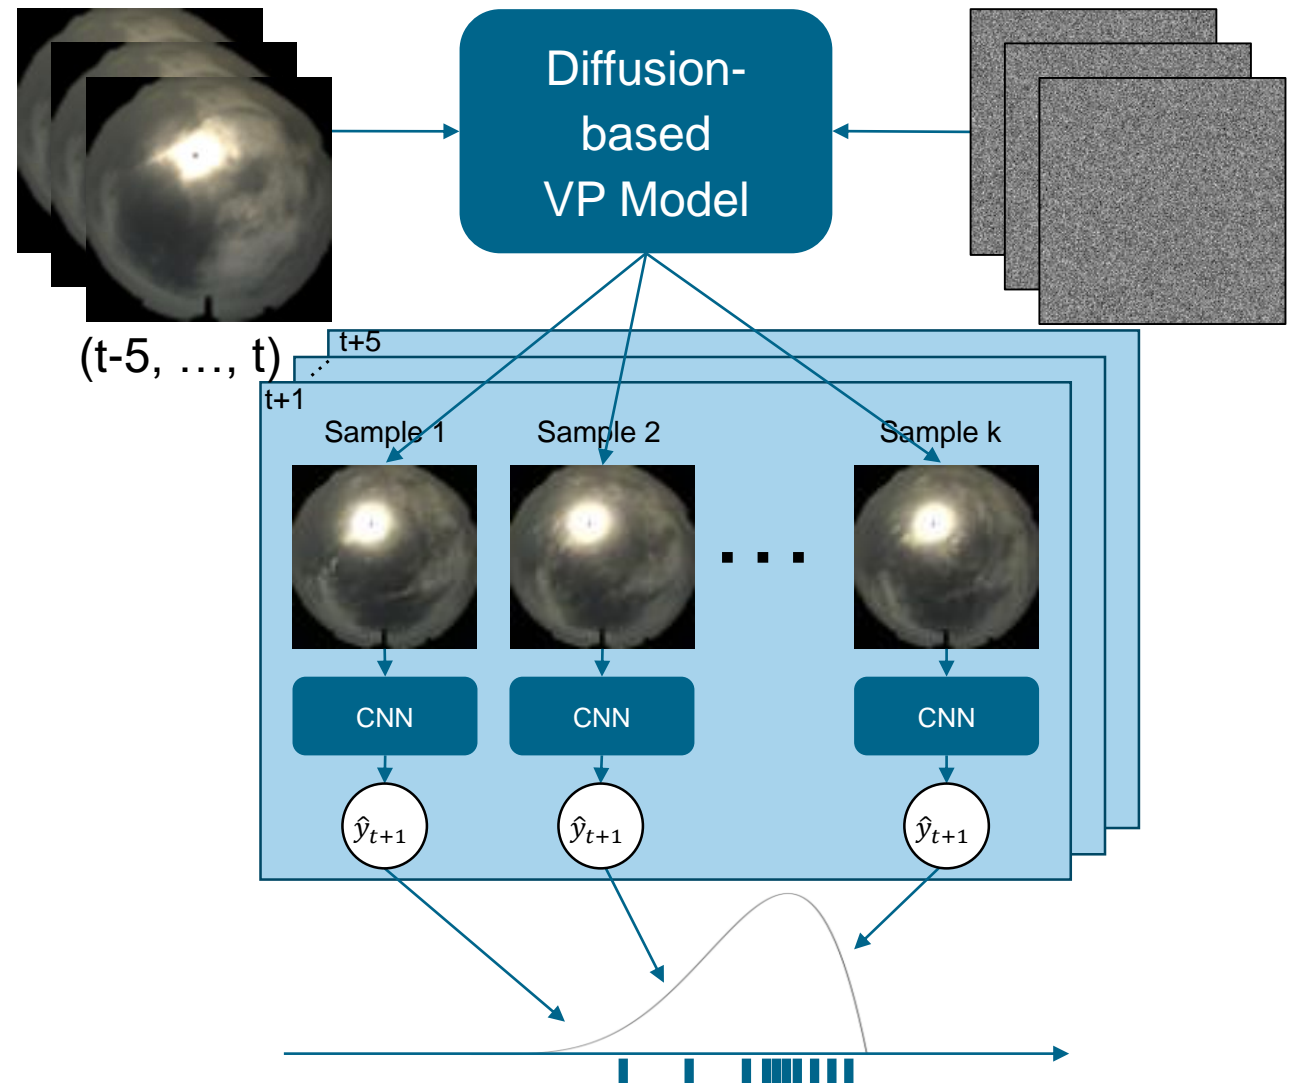 Diffusion-
based
VP Model
(t-5, …, t)
t+5
t+1
Sample 1
Sample 2
Sample k
CNN
CNN
CNN
ŷ_{t+1}
ŷ_{t+1}
ŷ_{t+1}